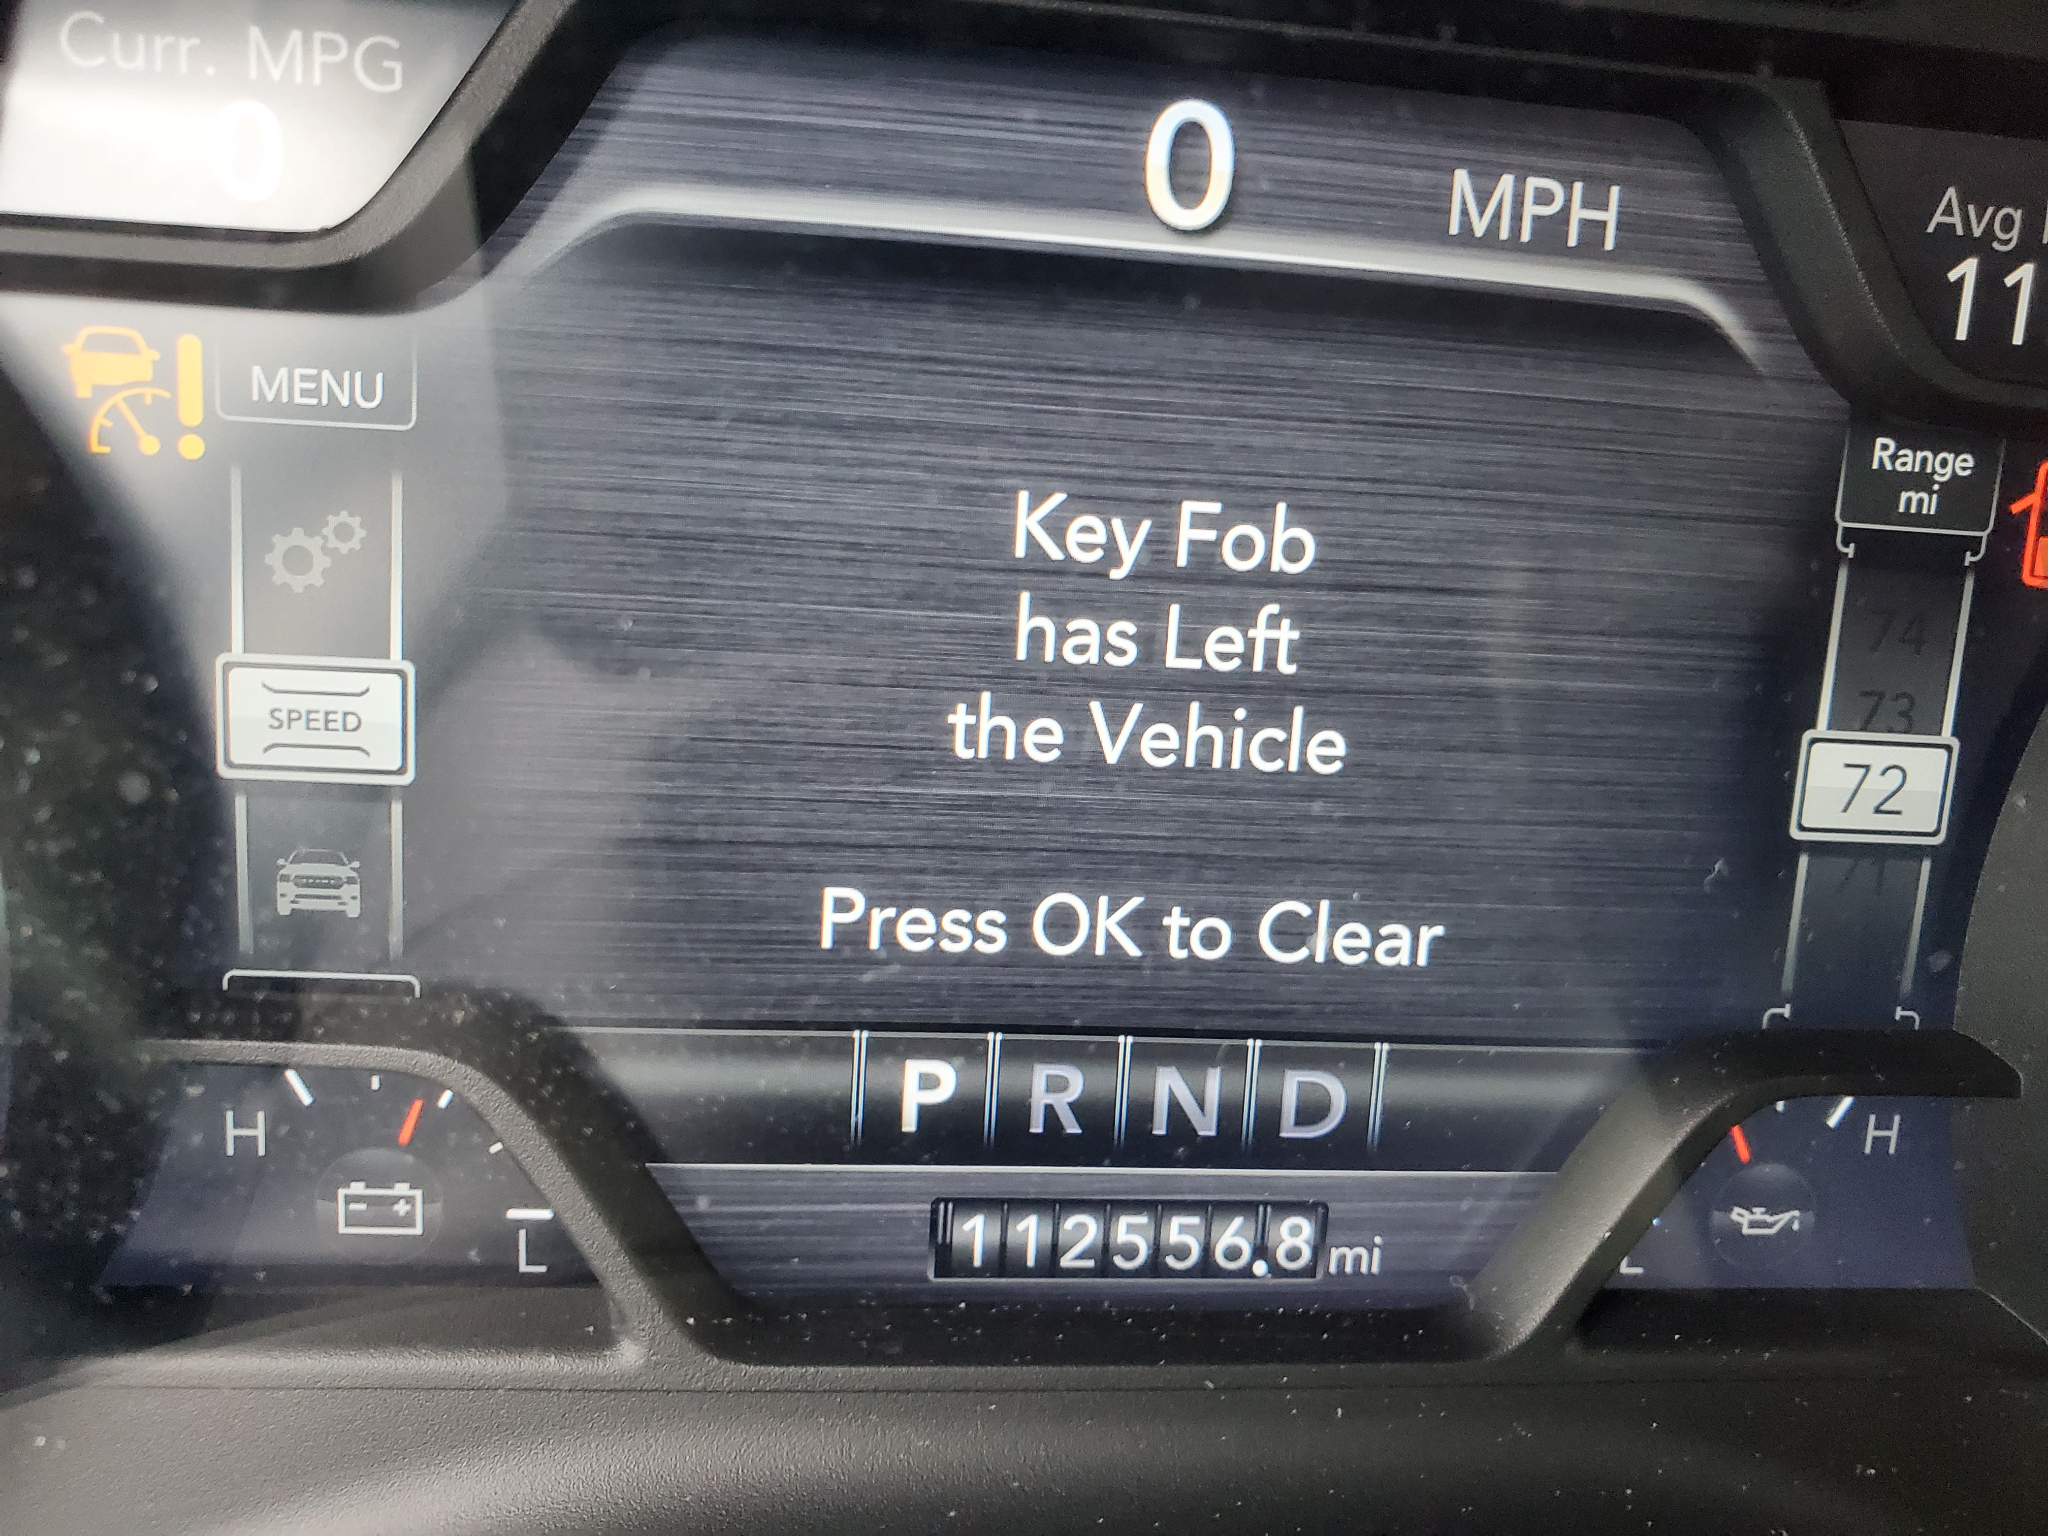 Curr. MPG
0
0 MPH
Avg
11
MENU
Range
mi
74
73
72
71
SPEED
Key Fob
has Left
the Vehicle
Press OK to Clear
P R N D
H
L
112556.8 mi
L
H